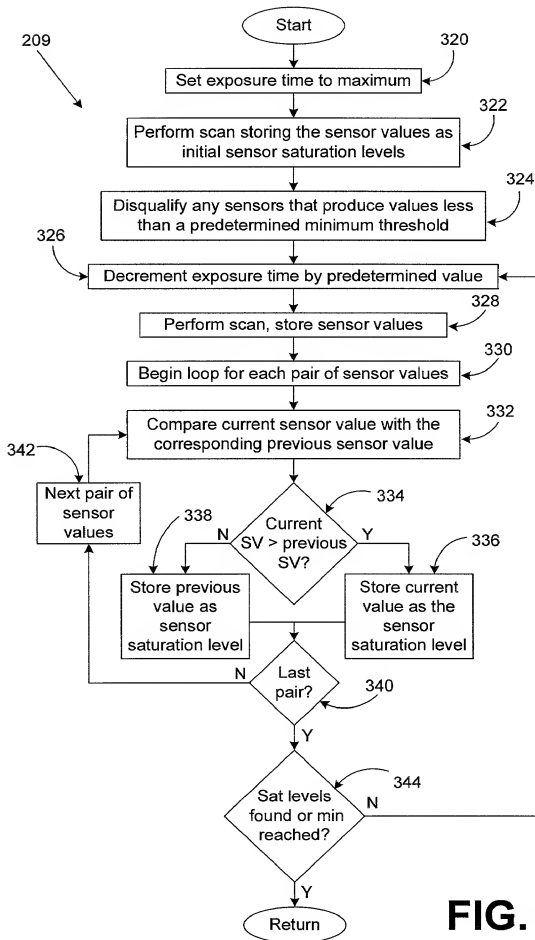 Start
209
320
Set exposure time to maximum
322
Perform scan storing the sensor values as
initial sensor saturation levels
324
Disqualify any sensors that produce values less
than a predetermined minimum threshold
326
Decrement exposure time by predetermined value
328
Perform scan, store sensor values
330
Begin loop for each pair of sensor values
332
Compare current sensor value with the
corresponding previous sensor value
342
Next pair of
sensor
values
334
Current
SV > previous
SV?
N
Y
338
336
Store previous
value as
sensor
saturation level
Store current
value as the
sensor
saturation level
Last
pair?
N
340
Y
344
Sat levels
found or min
reached?
N
Y
Return
FIG.